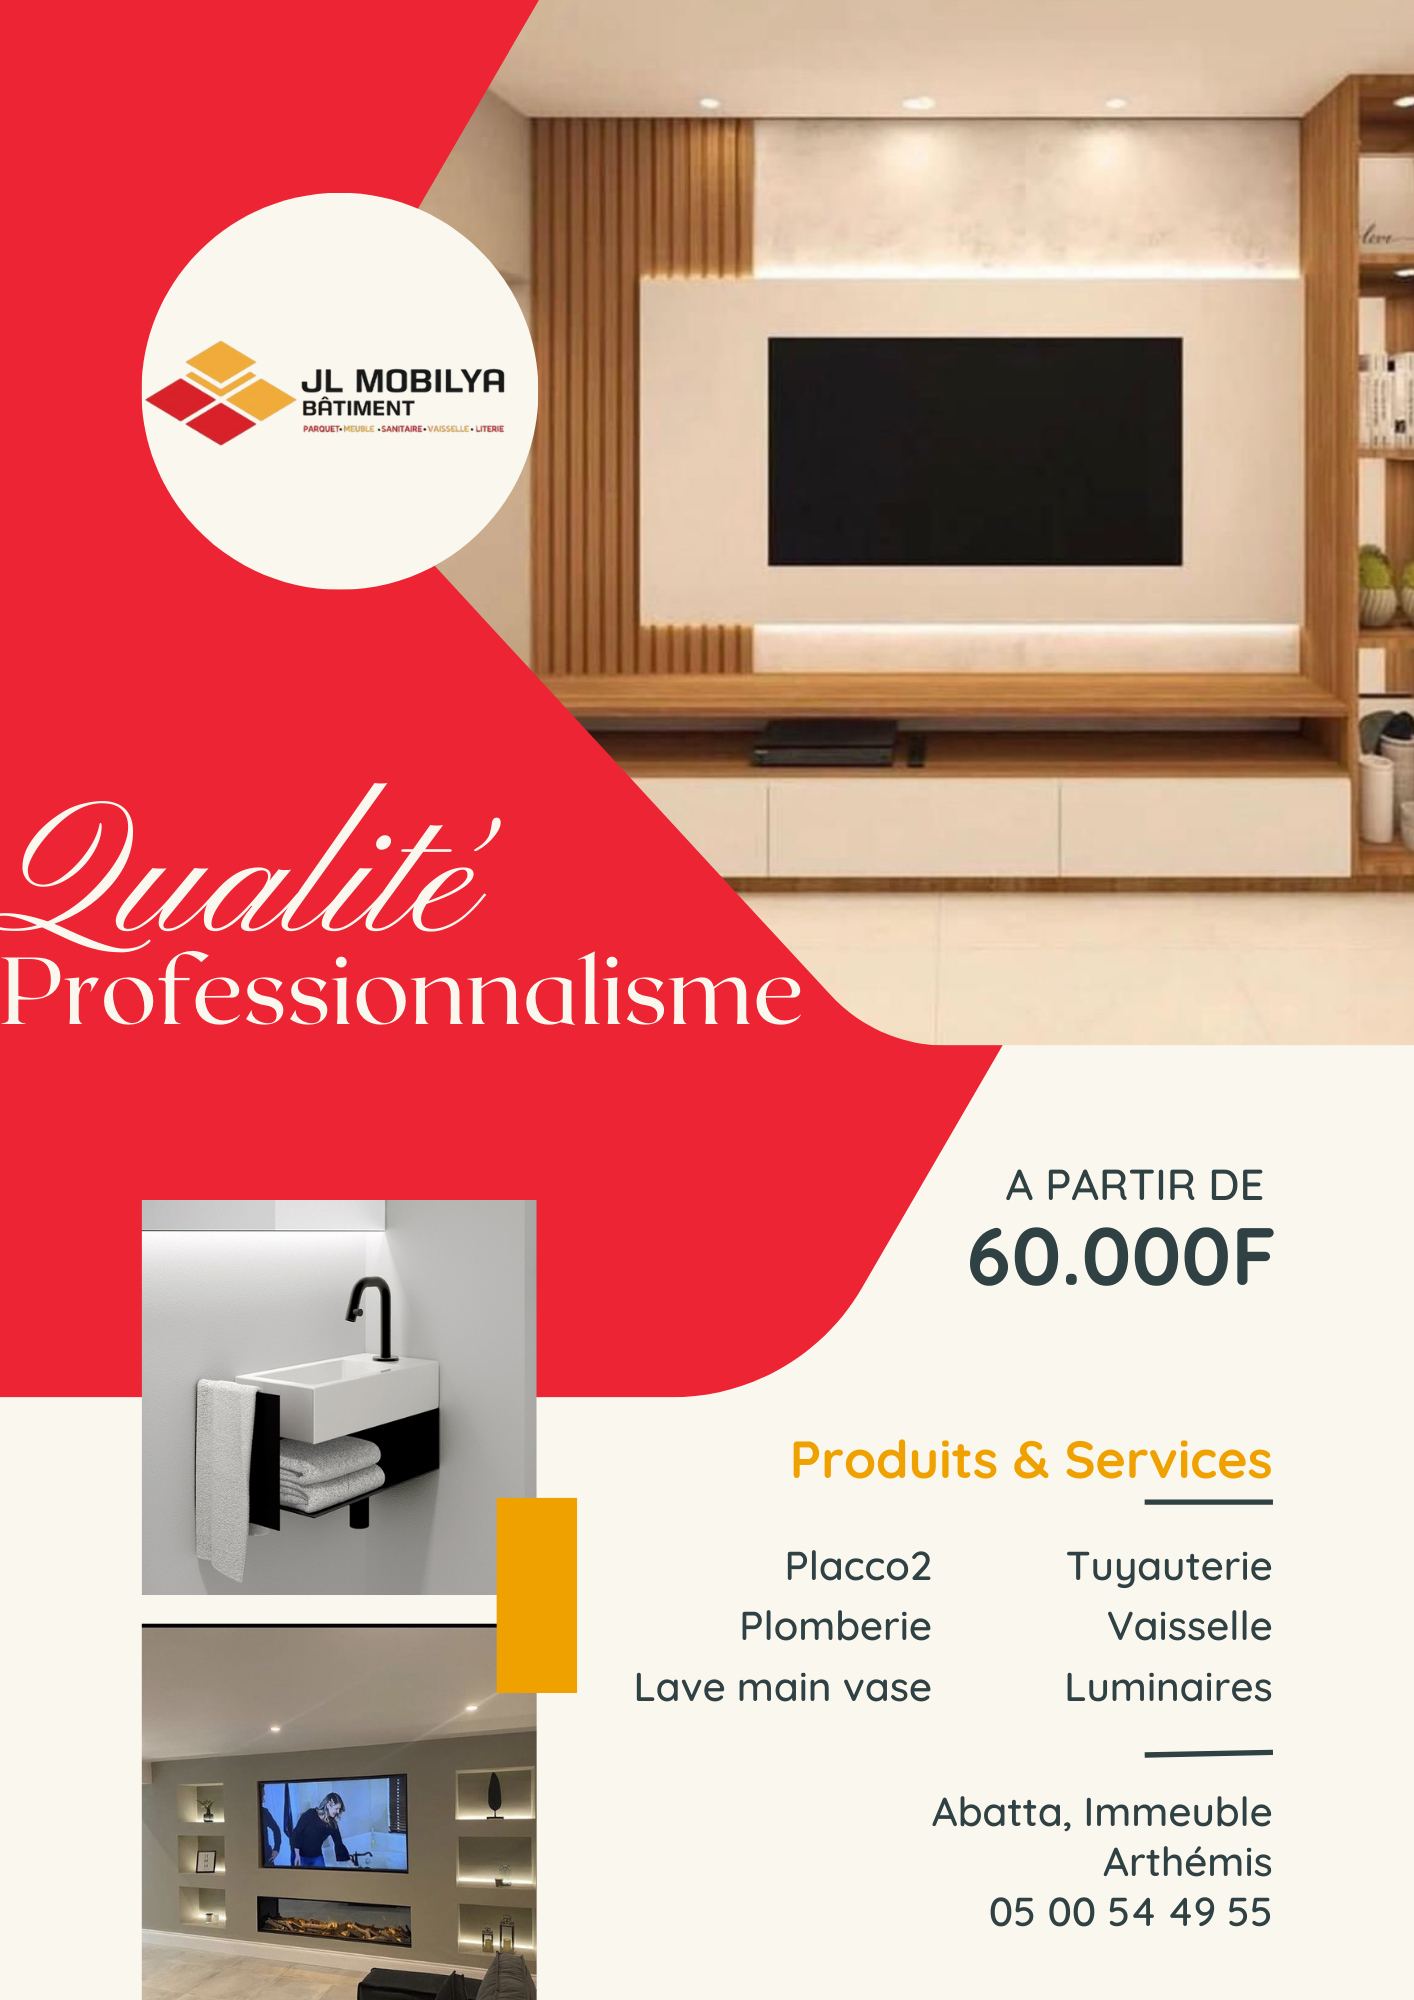 JL MOBILYA
BÂTIMENT
PARQUET• MEUBLE • SANITAIRE• VAISSELLE • LITERIE
Qualité
Professionnalisme
A PARTIR DE
60.000F
Produits & Services
Placco2
Plomberie
Lave main vase
Tuyauterie
Vaisselle
Luminaires
Abatta, Immeuble
Arthémis
05 00 54 49 55